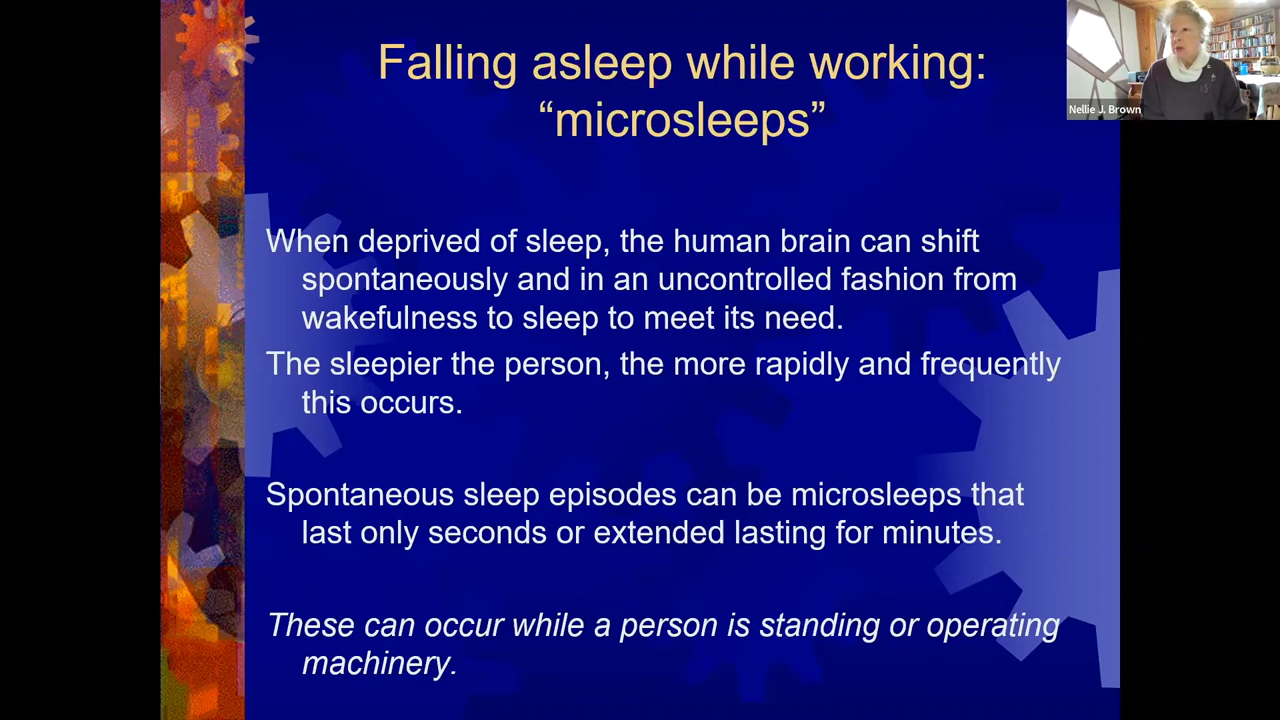 Falling asleep while working:
“microsleeps”
Nellie J. Brown
When deprived of sleep, the human brain can shift
spontaneously and in an uncontrolled fashion from
wakefulness to sleep to meet its need.
The sleepier the person, the more rapidly and frequently
this occurs.
Spontaneous sleep episodes can be microsleeps that
last only seconds or extended lasting for minutes.
These can occur while a person is standing or operating
machinery.